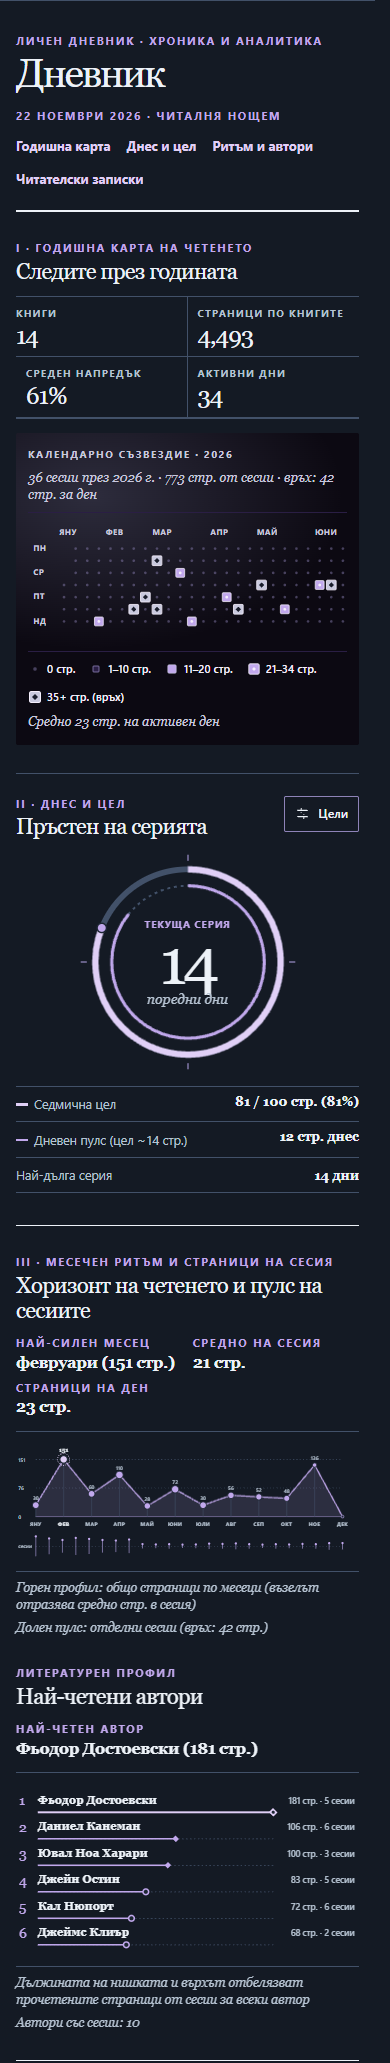 ЛИЧЕН ДНЕВНИК · ХРОНИКА И АНАЛИТИКА
Дневник
22 НОЕМВРИ 2026 · ЧИТАЛНЯ НОЩЕМ
Годишна карта Днес и цел Ритъм и автори
Читателски записки
I · ГОДИШНА КАРТА НА ЧЕТЕНЕТО
Следите през годината
КНИГИ
14
СТРАНИЦИ ПО КНИГИТЕ
4,493
СРЕДЕН НАПРЕДЪК
61%
АКТИВНИ ДНИ
34
КАЛЕНДАРНО СЪЗВЕЗДИЕ · 2026
36 сесии през 2026 г. · 773 стр. от сесии · връх: 42
стр. за ден
ЯНУ ФЕВ МАР АПР МАЙ ЮНИ
ПН
СР
ПТ
НД
0 стр. 1–10 стр. 11–20 стр. 21–34 стр.
35+ стр. (връх)
Средно 23 стр. на активен ден
II · ДНЕС И ЦЕЛ
Пръстен на серията
Цели
ТЕКУЩА СЕРИЯ
14
поредни дни
Седмична цел 81 / 100 стр. (81%)
Дневен пулс (цел ~14 стр.) 12 стр. днес
Най-дълга серия 14 дни
III · МЕСЕЧЕН РИТЪМ И СТРАНИЦИ НА СЕСИЯ
Хоризонт на четенето и пулс на
сесиите
НАЙ-СИЛЕН МЕСЕЦ
февруари (151 стр.)
СРЕДНО НА СЕСИЯ
21 стр.
СТРАНИЦИ НА ДЕН
23 стр.
151
76
0
151
110
72
30
56
52
48
136
ЯНУ ФЕВ МАР АПР МАЙ ЮНИ ЮЛИ АВГ СЕП ОКТ НОЕ ДЕК
сесии
Горен профил: общо страници по месеци (възелът
отразява средно стр. в сесия)
Долен пулс: отделни сесии (връх: 42 стр.)
ЛИТЕРАТУРЕН ПРОФИЛ
Най-четени автори
НАЙ-ЧЕТЕН АВТОР
Фьодор Достоевски (181 стр.)
1 Фьодор Достоевски 181 стр. · 5 сесии
2 Даниел Канеман 106 стр. · 6 сесии
3 Ювал Ноа Харари 100 стр. · 3 сесии
4 Джейн Остин 83 стр. · 5 сесии
5 Кал Нюпорт 72 стр. · 6 сесии
6 Джеймс Клиър 68 стр. · 2 сесии
Дължината на нишката и върхът отбелязват
прочетените страници от сесии за всеки автор
Автори със сесии: 10